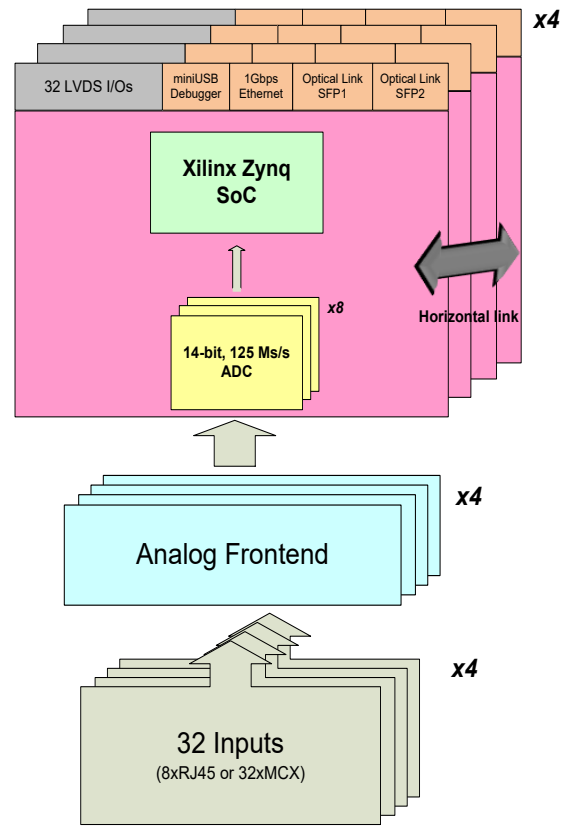 x4
32 LVDS I/Os
miniUSB
Debugger
1Gbps
Ethernet
Optical Link
SFP1
Optical Link
SFP2
Xilinx Zynq
SoC
Horizontal link
x8
14-bit, 125 Ms/s
ADC
x4
Analog Frontend
x4
32 Inputs
(8xRJ45 or 32xMCX)